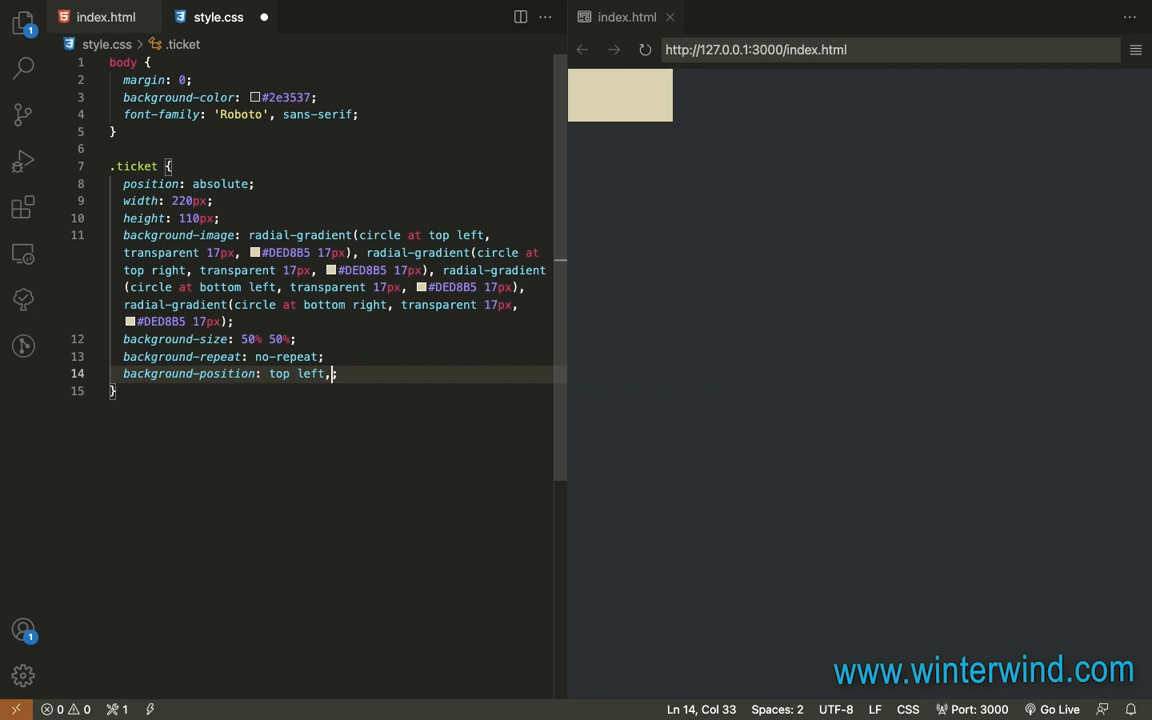 index.html
style.css
index.html
style.css > .ticket
http://127.0.0.1:3000/index.html
1 body {
2 margin: 0;
3 background-color: #2e3537;
4 font-family: 'Roboto', sans-serif;
5 }
6
7 .ticket {
8 position: absolute;
9 width: 220px;
10 height: 110px;
11 background-image: radial-gradient(circle at top left,
transparent 17px, #DED8B5 17px), radial-gradient(circle at
top right, transparent 17px, #DED8B5 17px), radial-gradient
(circle at bottom left, transparent 17px, #DED8B5 17px),
radial-gradient(circle at bottom right, transparent 17px,
#DED8B5 17px);
12 background-size: 50% 50%;
13 background-repeat: no-repeat;
14 background-position: top left,;
15 }
1
1
www.winterwind.com
0 0 1 Ln 14, Col 33 Spaces: 2 UTF-8 LF CSS Port: 3000 Go Live